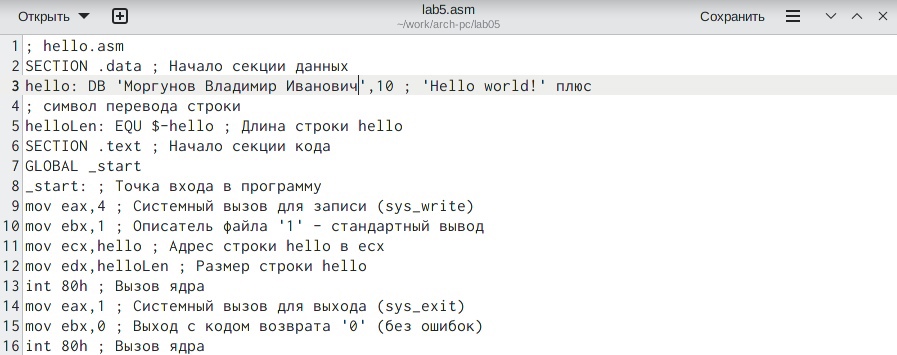 Открыть
lab5.asm
~/work/arch-pc/lab05
Сохранить
1 ; hello.asm
2 SECTION .data ; Начало секции данных
3 hello: DB 'Моргунов Владимир Иванович',10 ; 'Hello world!' плюс
4 ; символ перевода строки
5 helloLen: EQU $-hello ; Длина строки hello
6 SECTION .text ; Начало секции кода
7 GLOBAL _start
8 _start: ; Точка входа в программу
9 mov eax,4 ; Системный вызов для записи (sys_write)
10 mov ebx,1 ; Описатель файла '1' - стандартный вывод
11 mov ecx,hello ; Адрес строки hello в ecx
12 mov edx,helloLen ; Размер строки hello
13 int 80h ; Вызов ядра
14 mov eax,1 ; Системный вызов для выхода (sys_exit)
15 mov ebx,0 ; Выход с кодом возврата '0' (без ошибок)
16 int 80h ; Вызов ядра